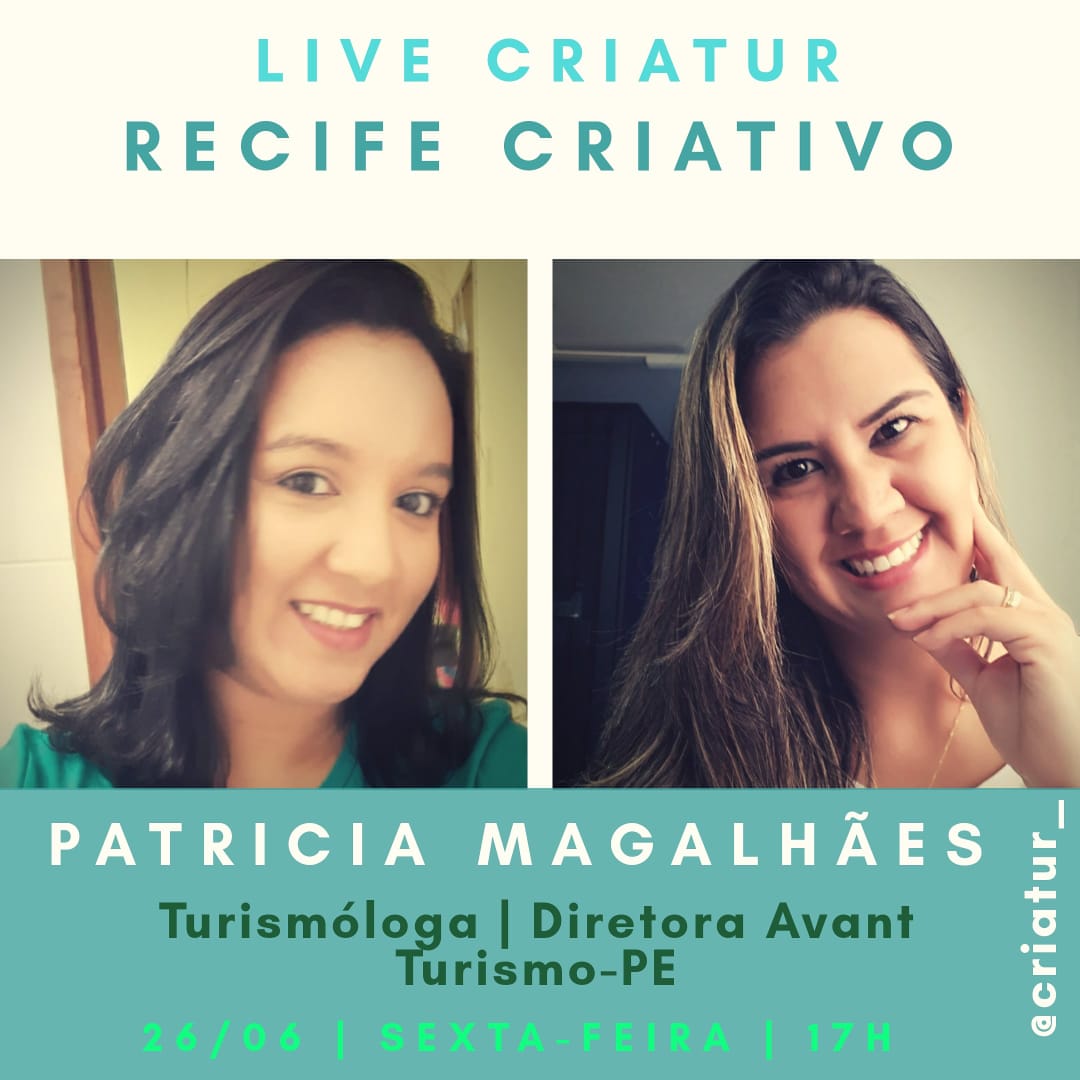 LIVE CRIATUR
RECIFE CRIATIVO
PATRICIA MAGALHÃES
Turismóloga | Diretora Avant
Turismo-PE
26/06 | SEXTA-FEIRA | 17H
@criatur_